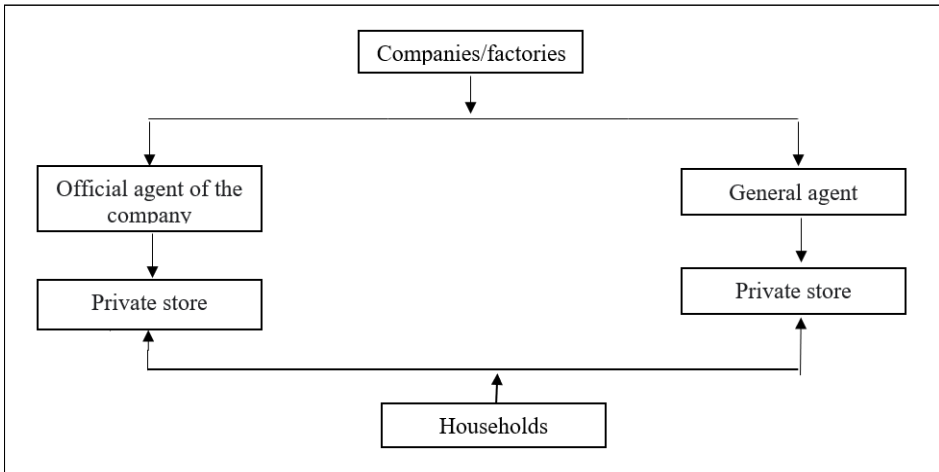 Companies/factories
Official agent of the
company
General agent
Private store
Private store
Households